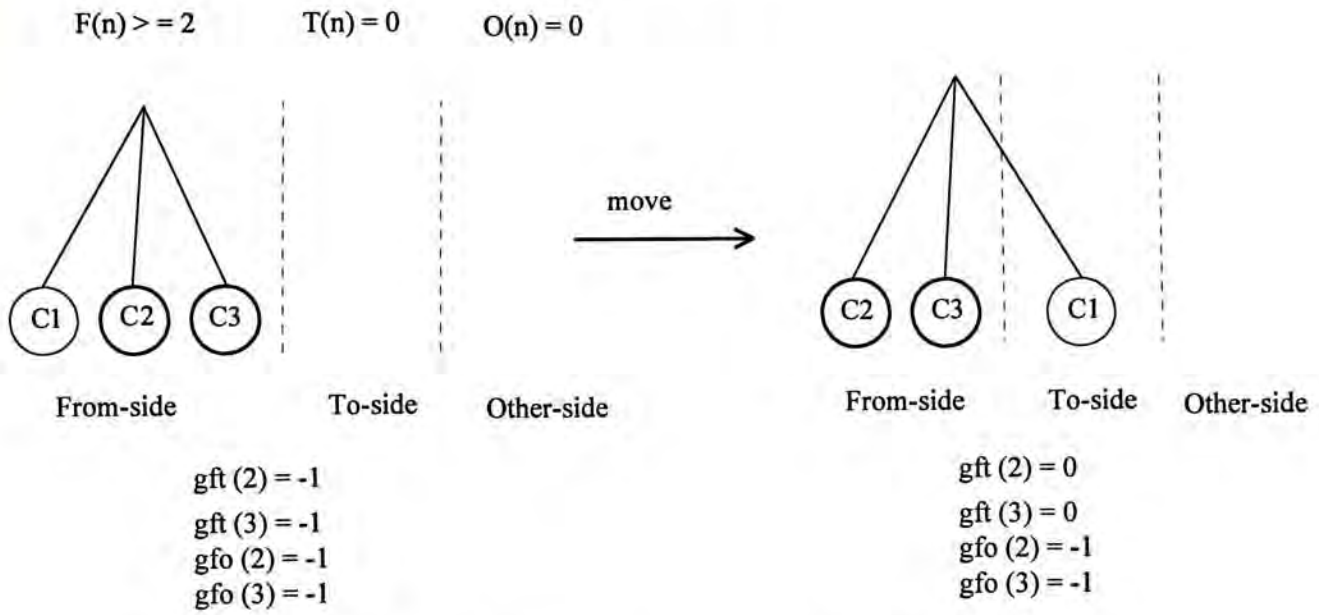 F(n) > = 2 T(n) = 0 O(n) = 0
move
C1 C2 C3
C2 C3 C1
From-side To-side Other-side
From-side To-side Other-side
gft (2) = -1
gft (3) = -1
gfo (2) = -1
gfo (3) = -1
gft (2) = 0
gft (3) = 0
gfo (2) = -1
gfo (3) = -1